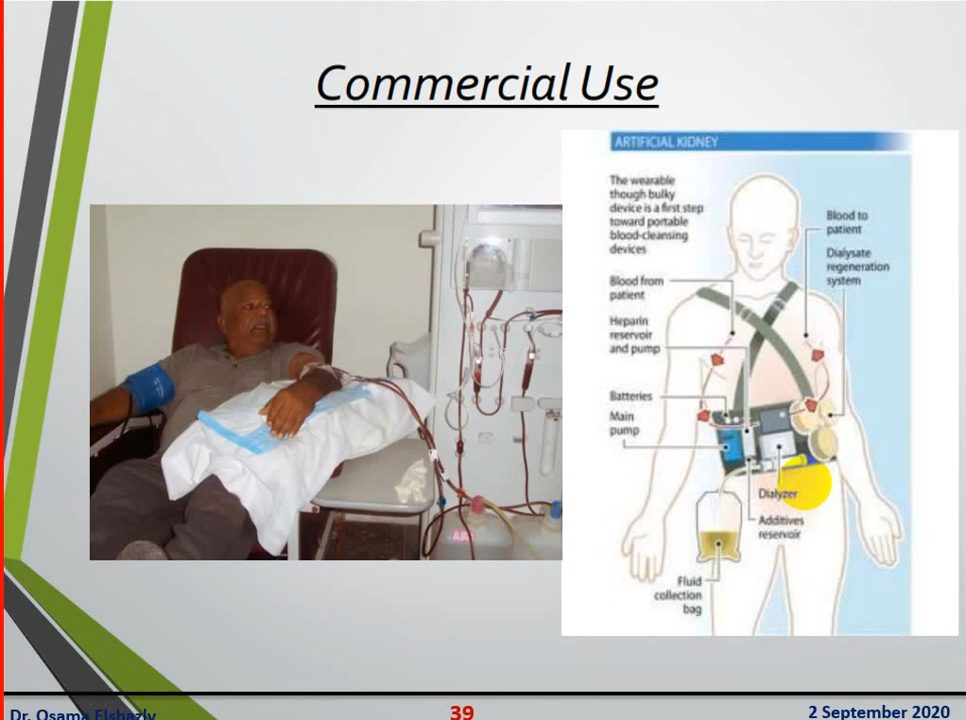 Commercial Use
ARTIFICIAL KIDNEY
The wearable
though bulky
device is a first step
toward portable
blood-cleansing
devices
Blood to
patient
Dialysate
regeneration
system
Blood from
patient
Heparin
reservoir
and pump
Batteries
Main
pump
Dialyzer
Additives
reservoir
Fluid
collection
bag
Dr. Osama Elshazly
39
2 September 2020